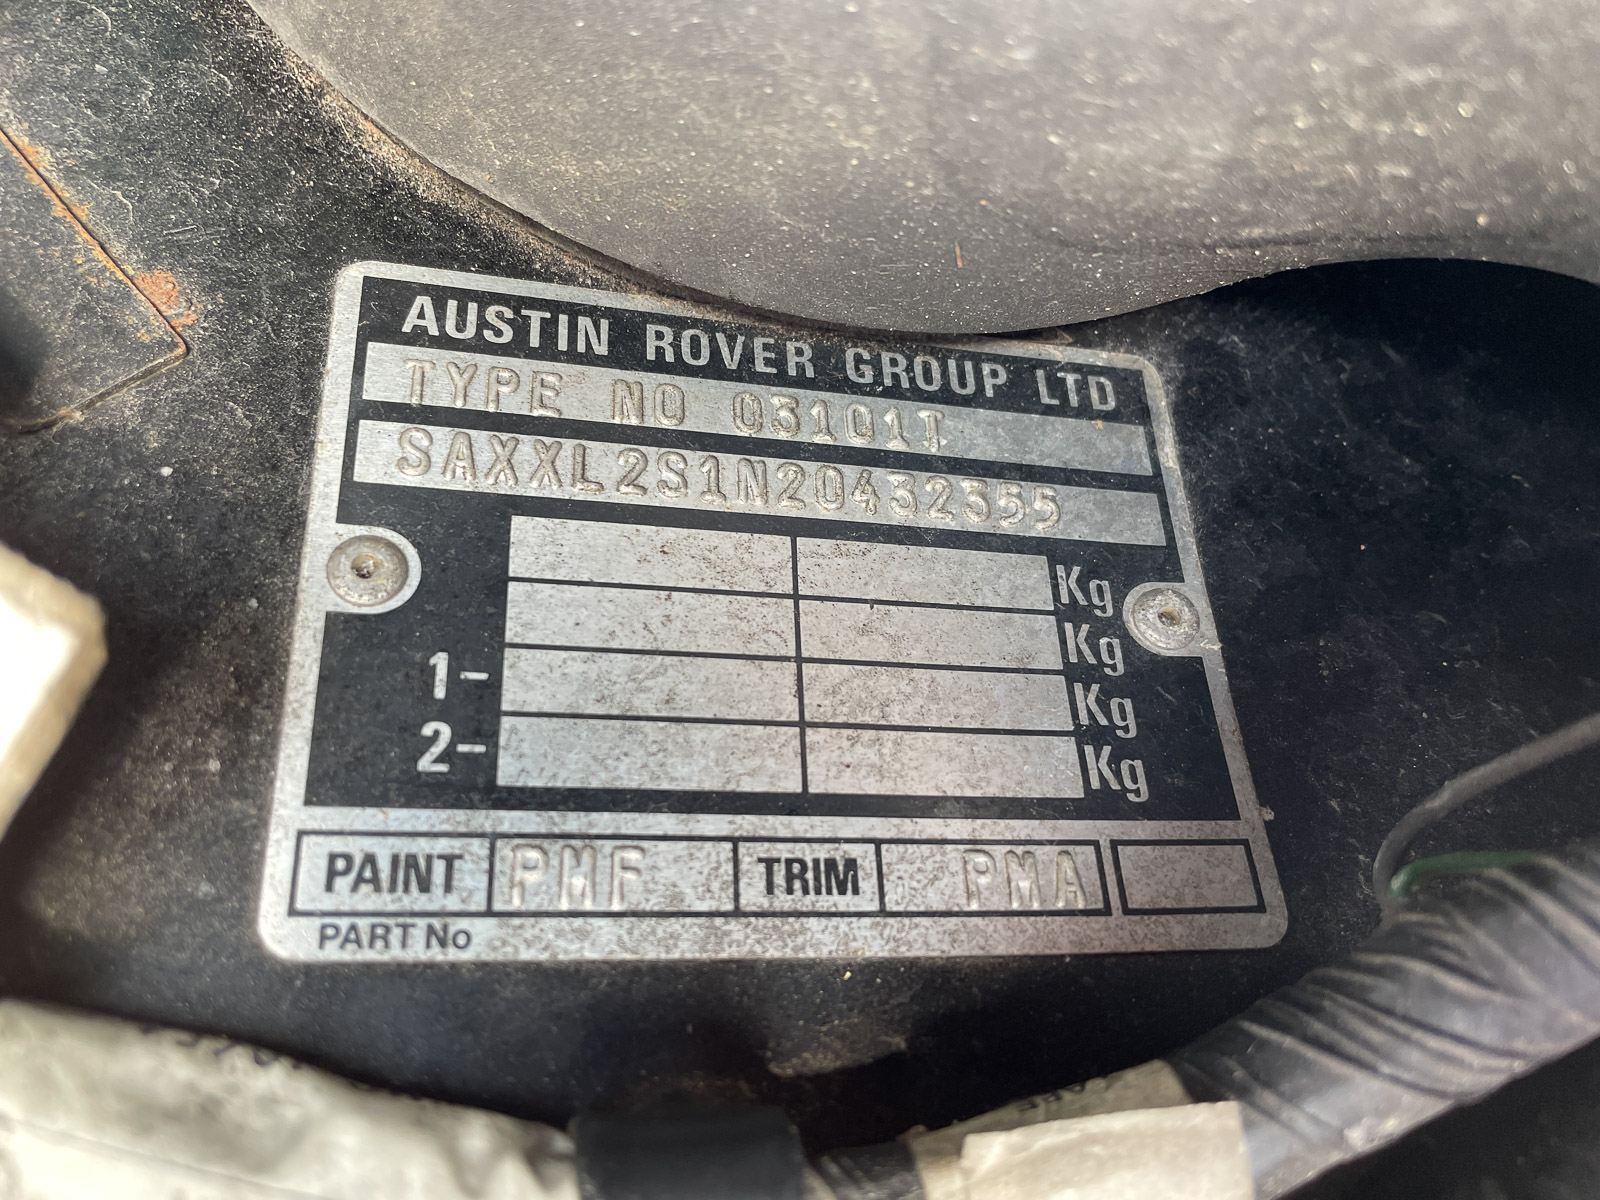 AUSTIN ROVER GROUP LTD
TYPE NO 03101T
SAXXL2S1N20432355
Kg
Kg
1- Kg
2- Kg
PAINT PMF TRIM PMA
PART No